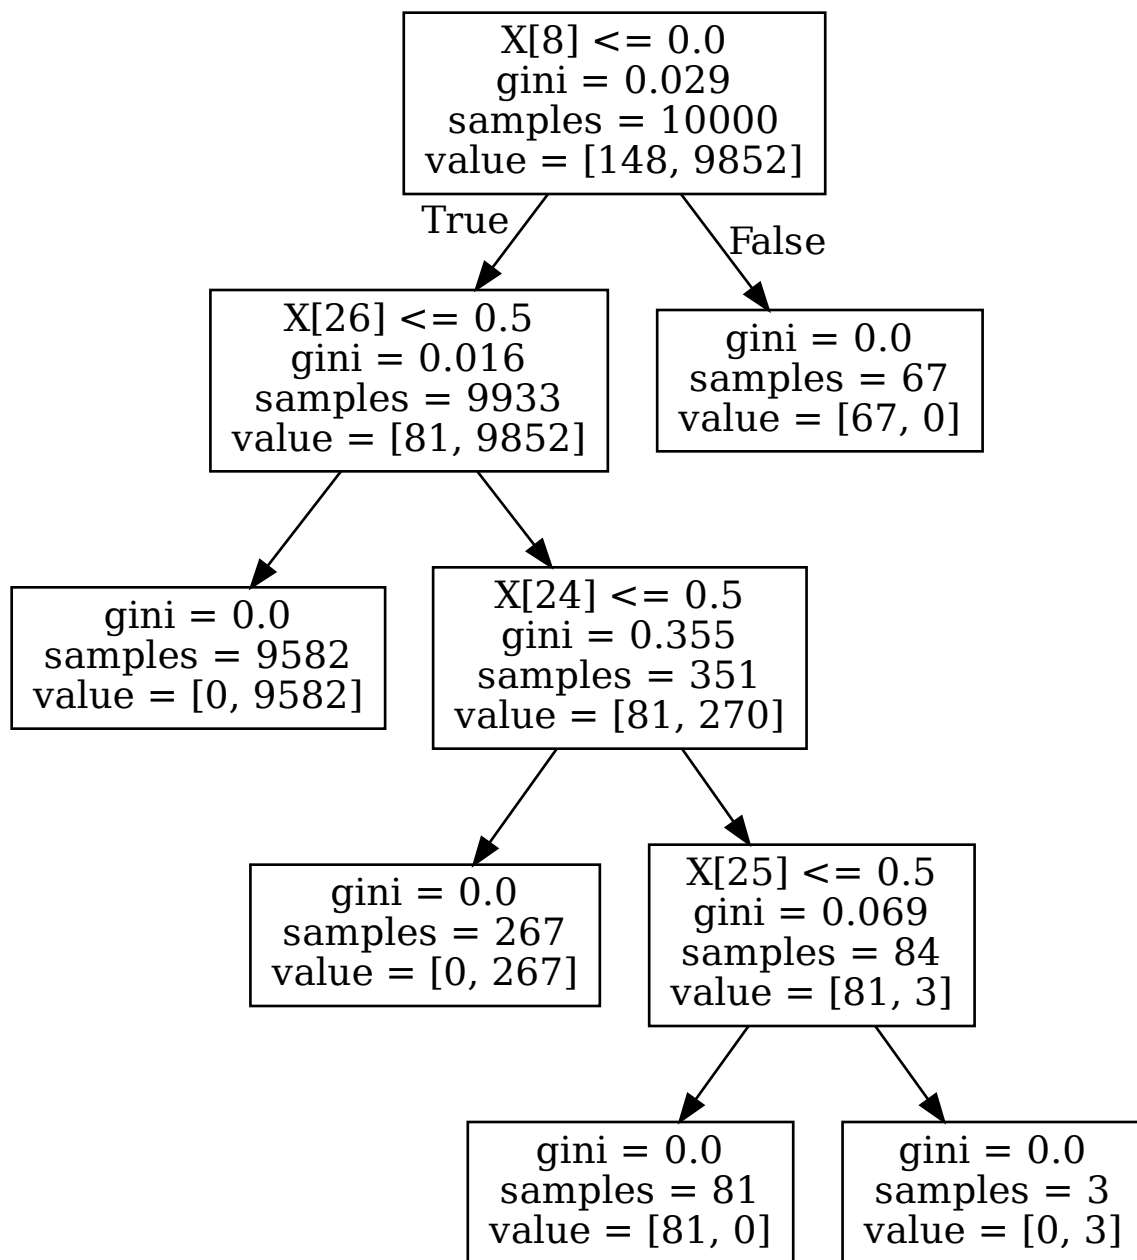 X[8] <= 0.0
gini = 0.029
samples = 10000
value = [148, 9852]
True
False
X[26] <= 0.5
gini = 0.016
samples = 9933
value = [81, 9852]
gini = 0.0
samples = 67
value = [67, 0]
gini = 0.0
samples = 9582
value = [0, 9582]
X[24] <= 0.5
gini = 0.355
samples = 351
value = [81, 270]
gini = 0.0
samples = 267
value = [0, 267]
X[25] <= 0.5
gini = 0.069
samples = 84
value = [81, 3]
gini = 0.0
samples = 81
value = [81, 0]
gini = 0.0
samples = 3
value = [0, 3]